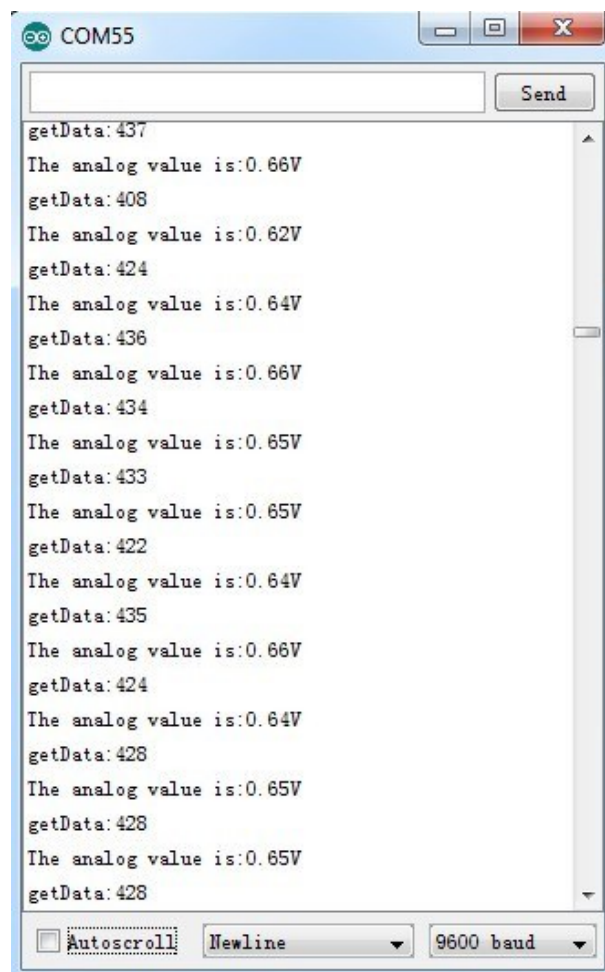 COM55
Send
getData:437
The analog value is:0.66V
getData:408
The analog value is:0.62V
getData:424
The analog value is:0.64V
getData:436
The analog value is:0.66V
getData:434
The analog value is:0.65V
getData:433
The analog value is:0.65V
getData:422
The analog value is:0.64V
getData:435
The analog value is:0.66V
getData:424
The analog value is:0.64V
getData:428
The analog value is:0.65V
getData:428
The analog value is:0.65V
getData:428
Autoscroll Newline 9600 baud